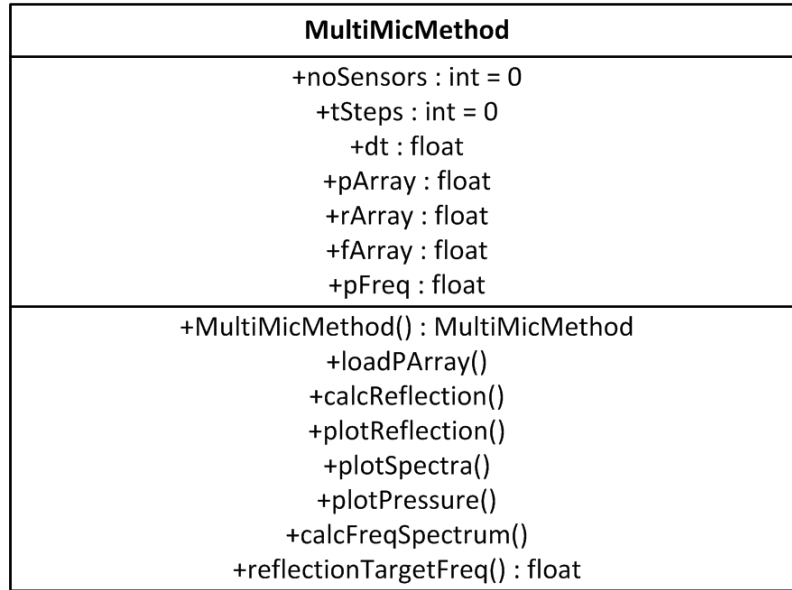 MultiMicMethod
+noSensors : int = 0
+tSteps : int = 0
+dt : float
+pArray : float
+rArray : float
+fArray : float
+pFreq : float
+MultiMicMethod() : MultiMicMethod
+loadPArray()
+calcReflection()
+plotReflection()
+plotSpectra()
+plotPressure()
+calcFreqSpectrum()
+reflectionTargetFreq() : float